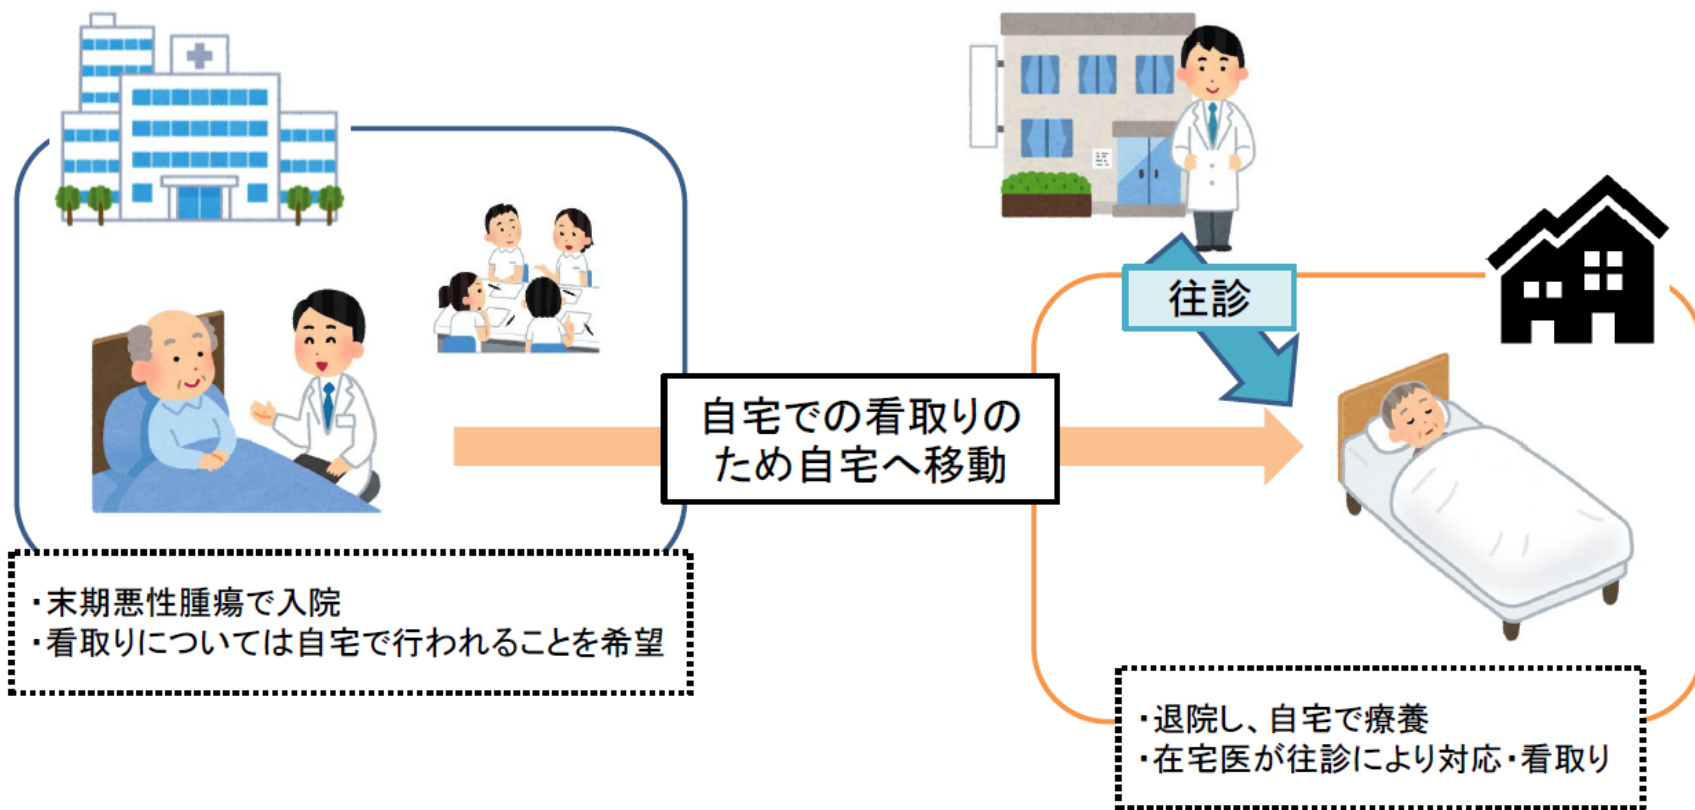 往診
自宅での看取りの
ため自宅へ移動
・末期悪性腫瘍で入院
・看取りについては自宅で行われることを希望
・退院し、自宅で療養
・在宅医が往診により対応・看取り